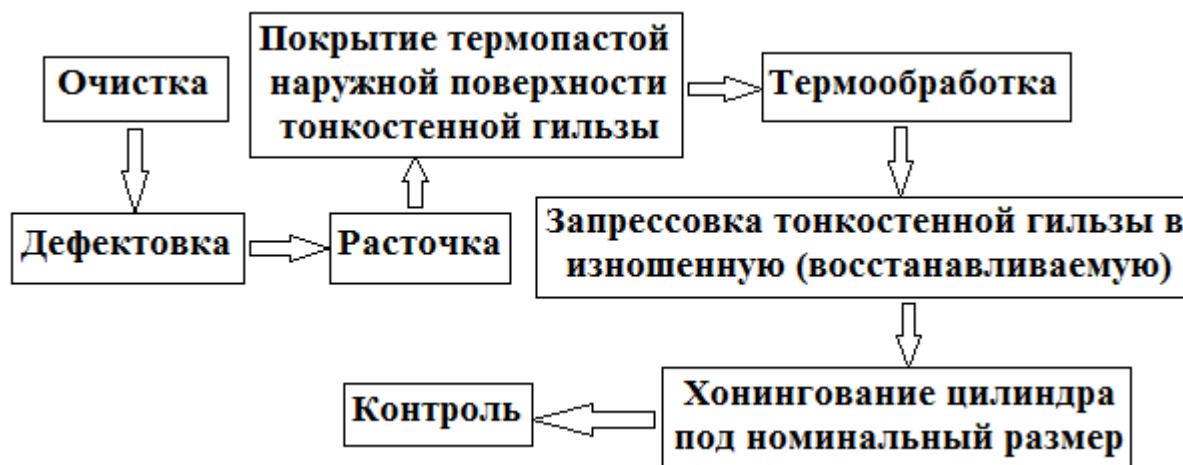 Очистка
Дефектовка
Расточка
Покрытие термопастой
наружной поверхности
тонкостенной гильзы
Термообработка
Запрессовка тонкостенной гильзы в
изношенную (восстанавливаемую)
Хонингование цилиндра
под номинальный размер
Контроль